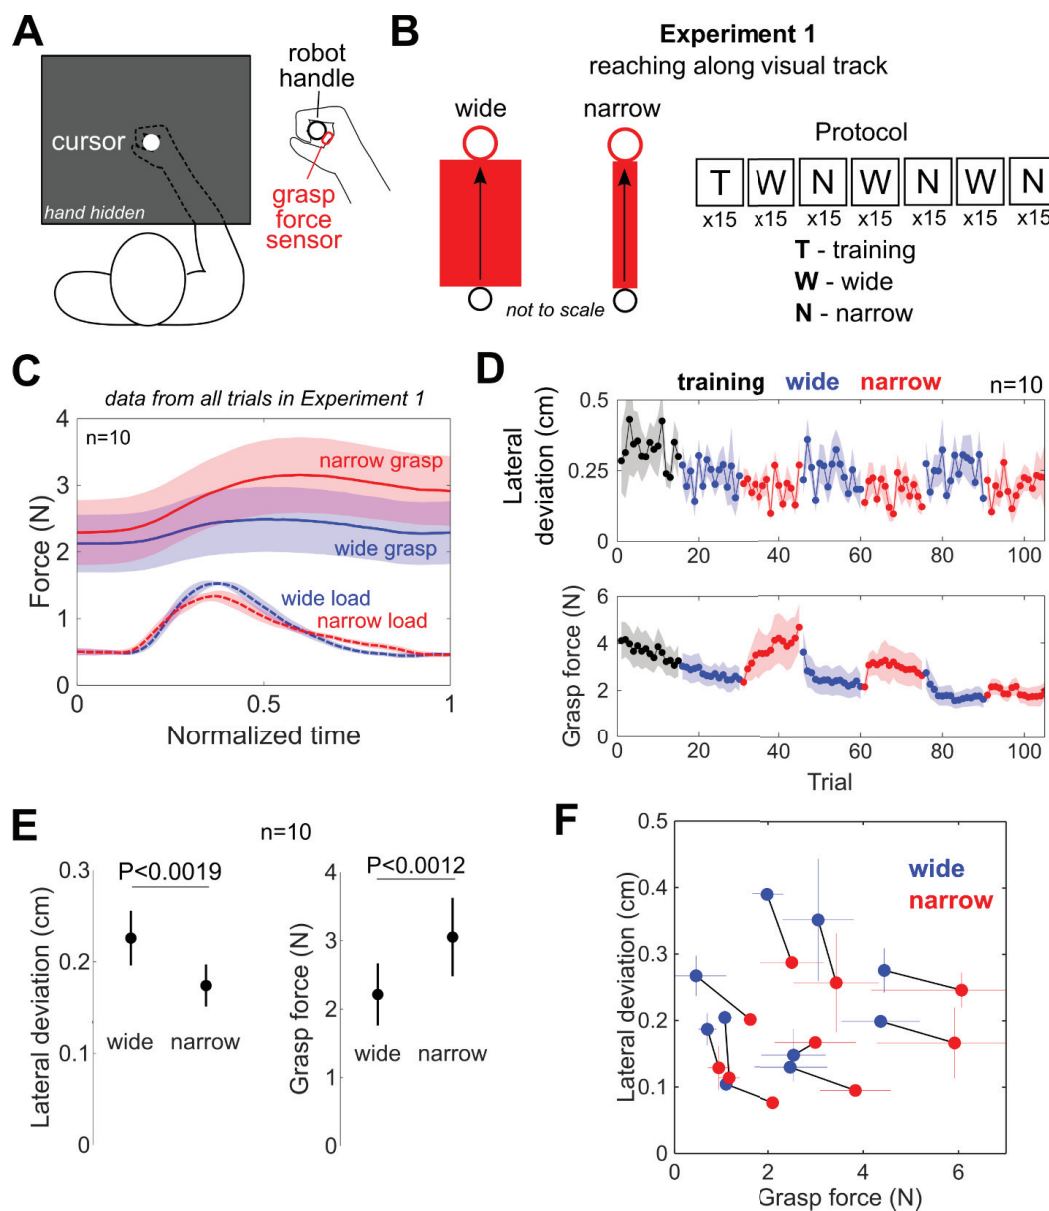 A
cursor
hand hidden
robot
handle
grasp
force
sensor
B
Experiment 1
reaching along visual track
wide
narrow
not to scale
Protocol
T W N W N W N
x15 x15 x15 x15 x15 x15 x15
T - training
W - wide
N - narrow
C
data from all trials in Experiment 1
n=10
narrow grasp
wide grasp
wide load
narrow load
Force (N)
4
3
2
1
0
0 0.5 1
Normalized time
D
training wide narrow n=10
Lateral
deviation (cm)
0.5
0.25
0
20 40 60 80 100
Grasp force (N)
6
4
2
0
0 20 40 60 80 100
Trial
E
n=10
P<0.0019
Lateral deviation (cm)
0.3
0.2
0.1
0
wide
narrow
P<0.0012
Grasp force (N)
4
3
2
1
0
wide
narrow
F
wide
narrow
Lateral deviation (cm)
0.5
0.4
0.3
0.2
0.1
0
0 2 4 6
Grasp force (N)